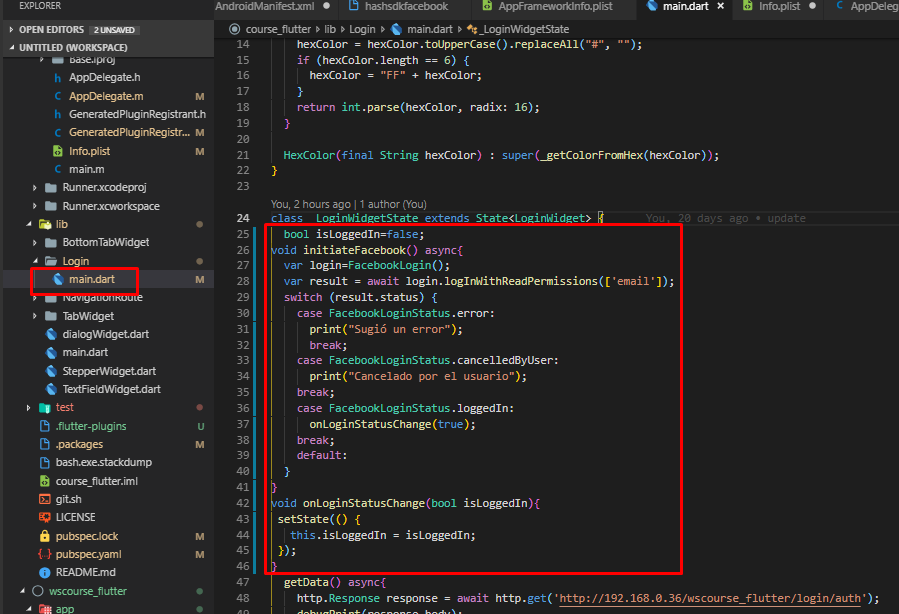 EXPLORER
AndroidManifest.xml
hashsdkfacebook
AppFrameworkInfo.plist
main.dart
Info.plist
AppDeleg
OPEN EDITORS 2 UNSAVED
course_flutter › lib › Login › main.dart › _LoginWidgetState
UNTITLED (WORKSPACE)
Base.lproj
h AppDelegate.h
C AppDelegate.m M
h GeneratedPluginRegistrant.h
C GeneratedPluginRegistr... M
Info.plist M
C main.m
Runner.xcodeproj
Runner.xcworkspace
lib
BottomTabWidget
Login
main.dart M
NavigationRoute
TabWidget
dialogWidget.dart
main.dart
StepperWidget.dart
TextFieldWidget.dart
test
.flutter-plugins U
.packages M
bash.exe.stackdump
course_flutter.iml
git.sh
LICENSE
pubspec.lock M
pubspec.yaml M
README.md
wscourse_flutter
app
14 hexColor = hexColor.toUpperCase().replaceAll("#", "");
15 if (hexColor.length == 6) {
16 hexColor = "FF" + hexColor;
17 }
18 return int.parse(hexColor, radix: 16);
19 }
20
21 HexColor(final String hexColor) : super(_getColorFromHex(hexColor));
22 }
23
You, 2 hours ago | 1 author (You)
24 class _LoginWidgetState extends State<LoginWidget> { You, 20 days ago • update
25 bool isLoggedIn=false;
26 void initiateFacebook() async{
27 var login=FacebookLogin();
28 var result = await login.logInWithReadPermissions(['email']);
29 switch (result.status) {
30 case FacebookLoginStatus.error:
31 print("Sugió un error");
32 break;
33 case FacebookLoginStatus.cancelledByUser:
34 print("Cancelado por el usuario");
35 break;
36 case FacebookLoginStatus.loggedIn:
37 onLoginStatusChange(true);
38 break;
39 default:
40 }
41 }
42 void onLoginStatusChange(bool isLoggedIn){
43 setState(() {
44 this.isLoggedIn = isLoggedIn;
45 });
46 }
47 getData() async{
48 http.Response response = await http.get('http://192.168.0.36/wscourse_flutter/login/auth');
49 debugPrint(response.body);